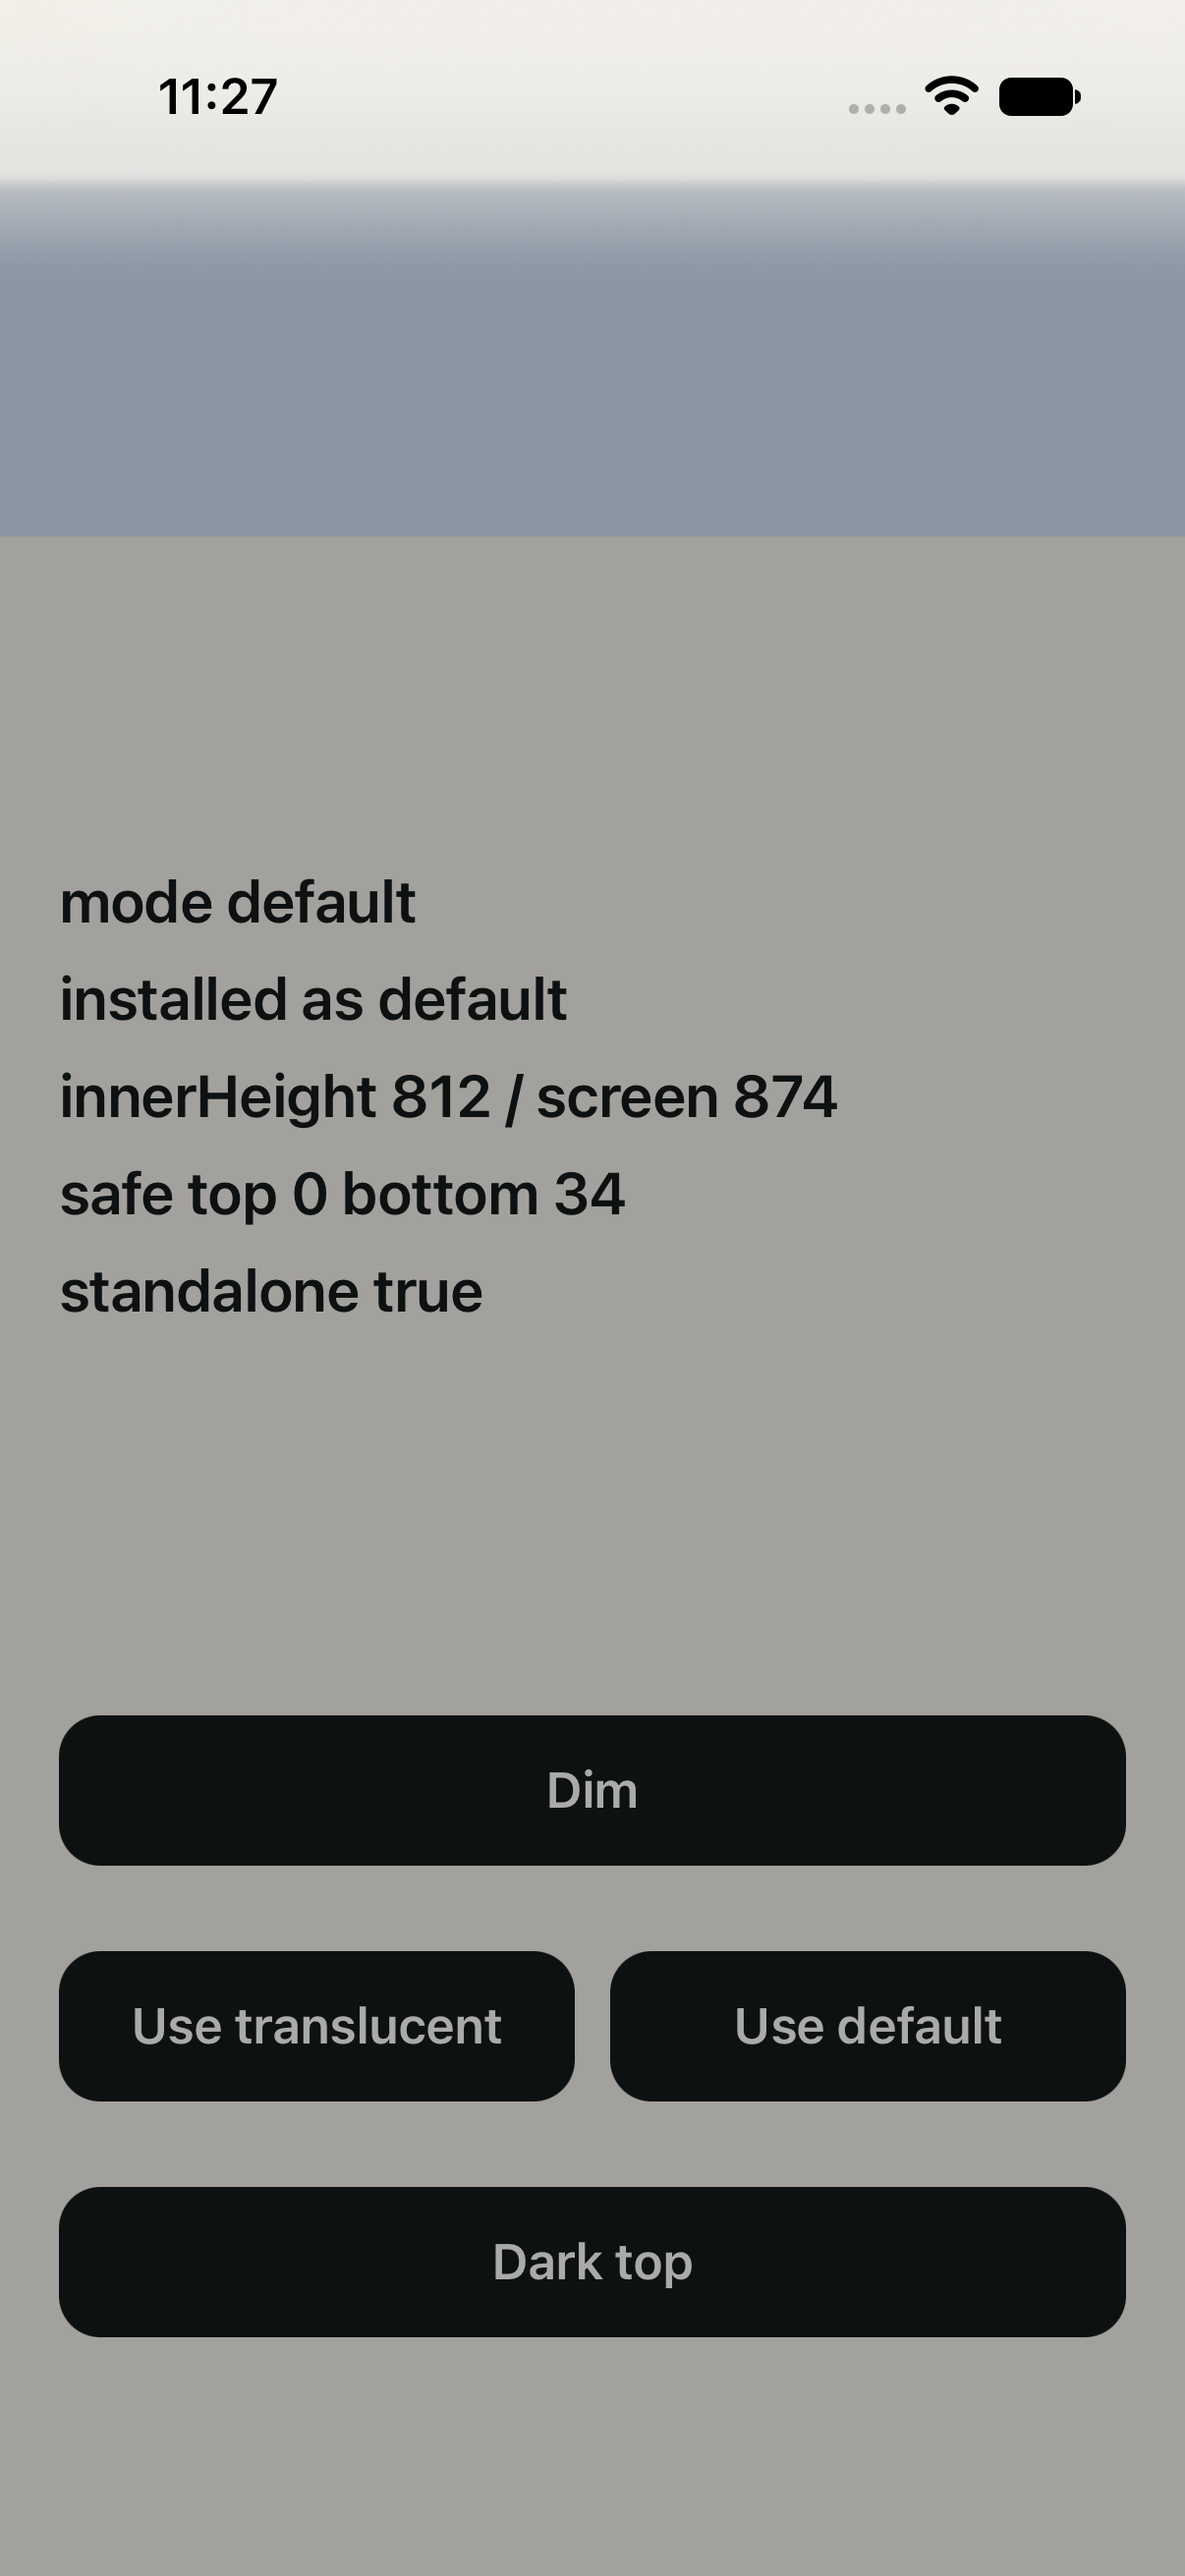 11:27
mode default
installed as default
innerHeight 812 / screen 874
safe top 0 bottom 34
standalone true
Dim
Use translucent
Use default
Dark top